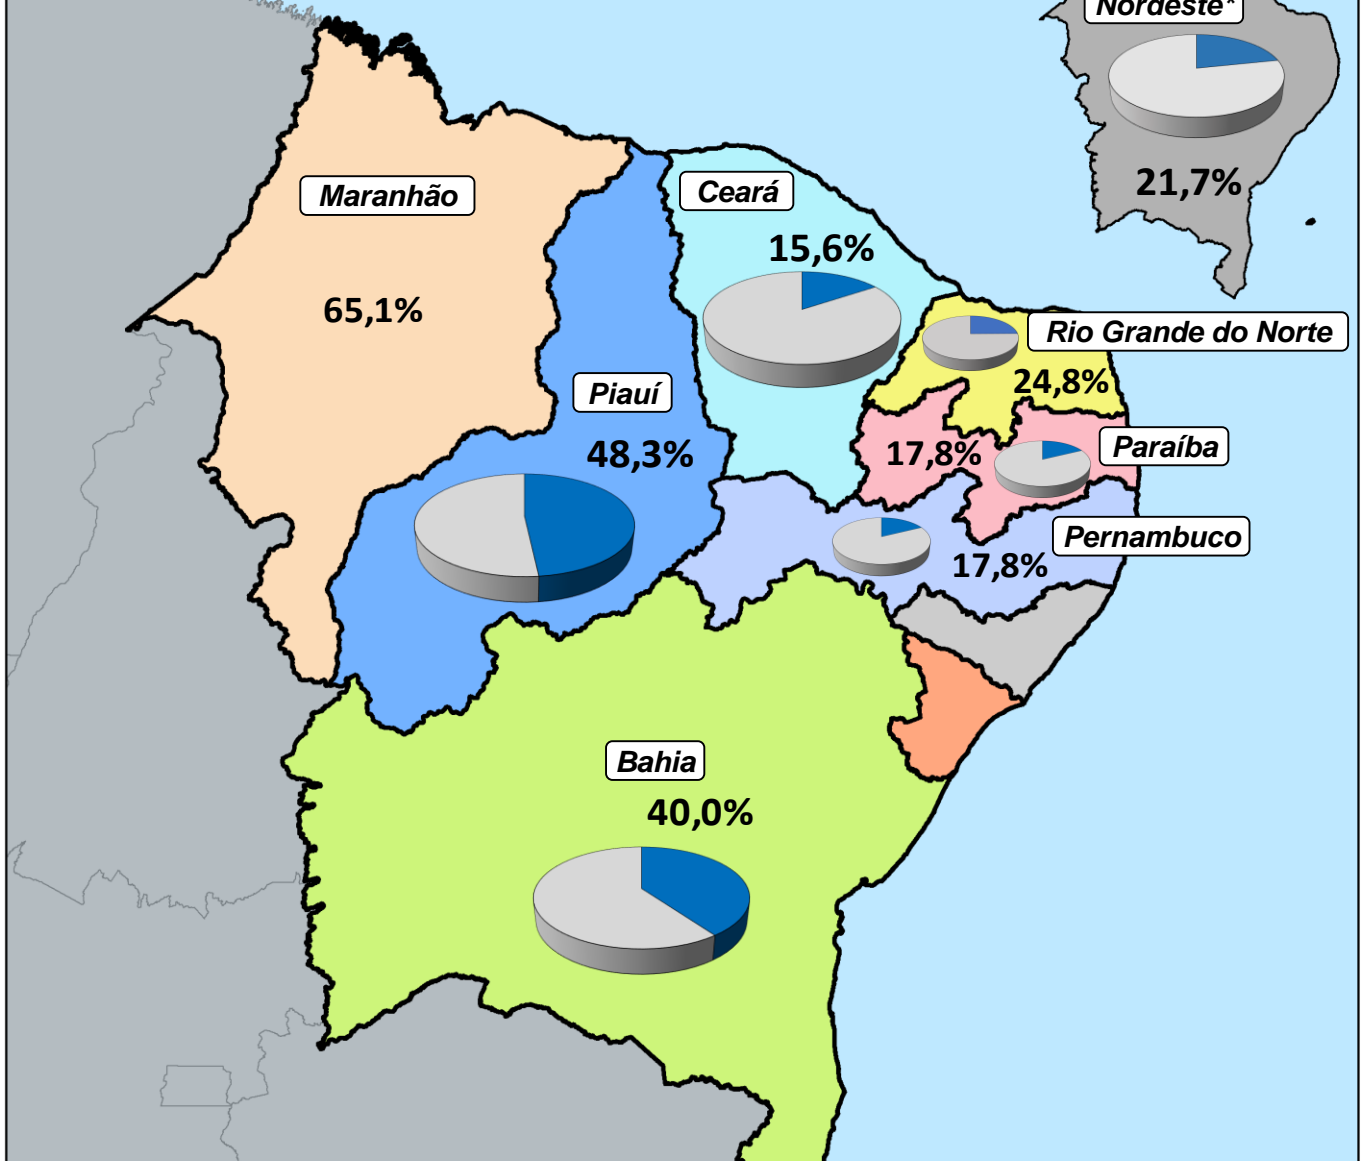 Nordeste*
21,7%
Maranhão
65,1%
Ceará
15,6%
Rio Grande do Norte
24,8%
Piauí
48,3%
Paraíba
17,8%
Pernambuco
17,8%
Bahia
40,0%